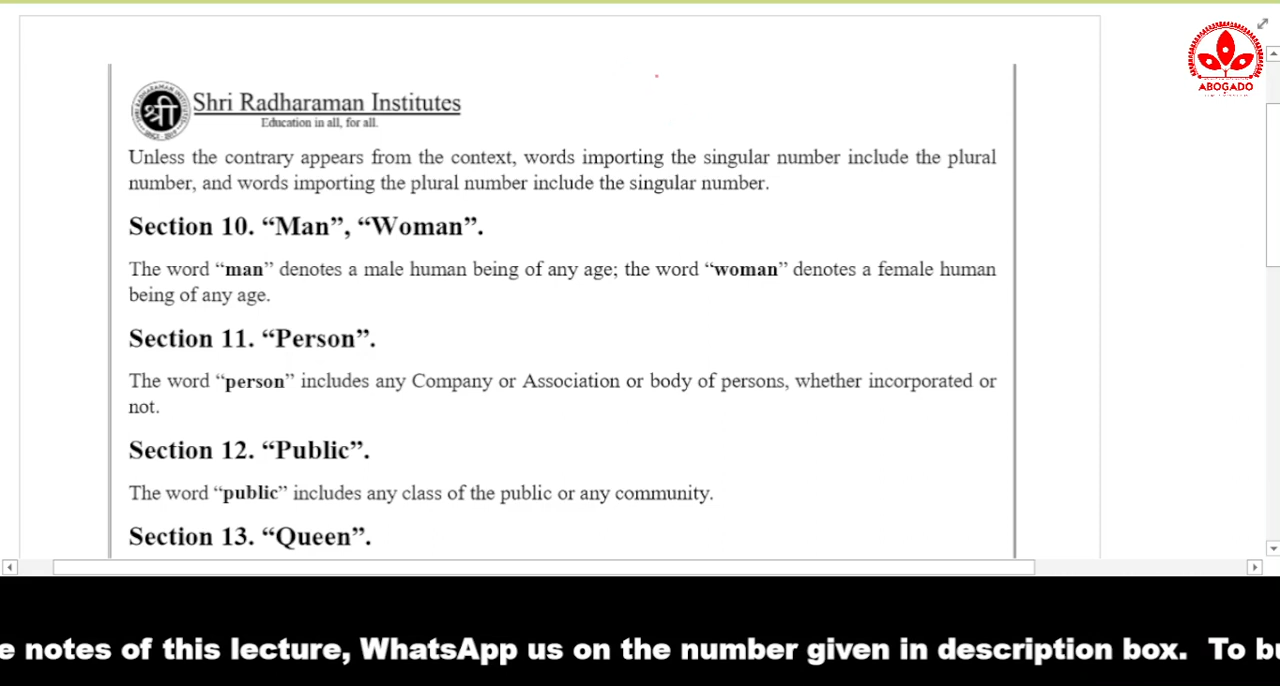 ABOGADO
श्री
Shri Radharaman Institutes
Education in all, for all.
Unless the contrary appears from the context, words importing the singular number include the plural
number, and words importing the plural number include the singular number.
Section 10. “Man”, “Woman”.
The word “man” denotes a male human being of any age; the word “woman” denotes a female human
being of any age.
Section 11. “Person”.
The word “person” includes any Company or Association or body of persons, whether incorporated or
not.
Section 12. “Public”.
The word “public” includes any class of the public or any community.
Section 13. “Queen”.
e notes of this lecture, WhatsApp us on the number given in description box. To bu